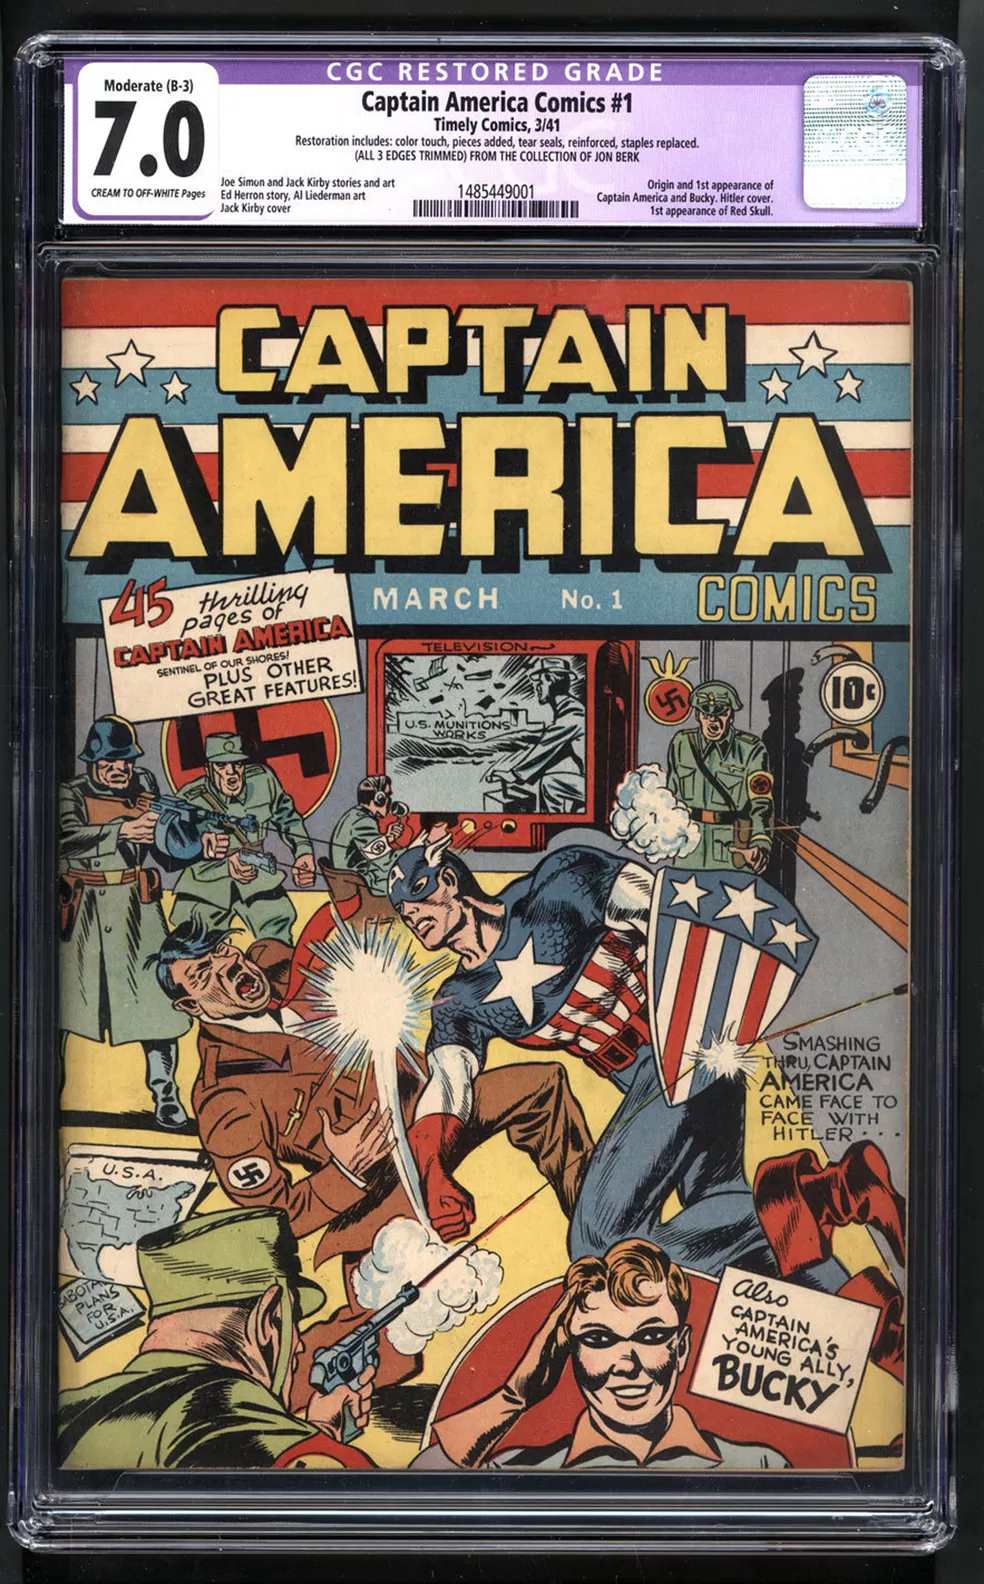 CGC RESTORED GRADE
Moderate (B-3)
7.0
CREAM TO OFF-WHITE Pages
Captain America Comics #1
Timely Comics, 3/41
Restoration includes: color touch, pieces added, tear seals, reinforced, staples replaced.
(ALL 3 EDGES TRIMMED) FROM THE COLLECTION OF JON BERK
Joe Simon and Jack Kirby stories and art
Ed Herron story, Al Liederman art
Jack Kirby cover
1485449001
Origin and 1st appearance of
Captain America and Bucky. Hitler cover.
1st appearance of Red Skull.
CAPTAIN
AMERICA
COMICS
MARCH No. 1
45 thrilling
pages of
CAPTAIN AMERICA
SENTINEL OF OUR SHORES!
PLUS OTHER
GREAT FEATURES!
TELEVISION
U.S. MUNITIONS
WORKS
10¢
SMASHING
THRU, CAPTAIN
AMERICA
CAME FACE TO
FACE WITH
HITLER...
U.S.A.
SABOTAGE
PLANS
FOR
U.S.A.
Also
CAPTAIN
AMERICA'S
YOUNG ALLY,
BUCKY